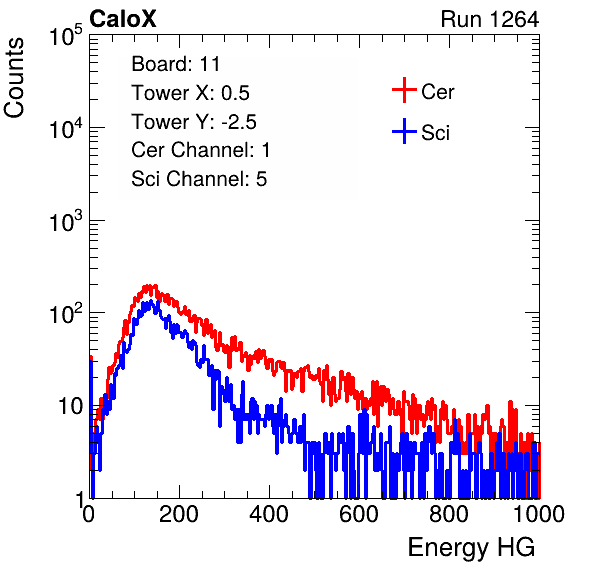 CaloX Run 1264
Counts
Board: 11
Tower X: 0.5
Tower Y: -2.5
Cer Channel: 1
Sci Channel: 5
Cer
Sci
10^5
10^4
10^3
10^2
10
1
0 200 400 600 800 1000
Energy HG